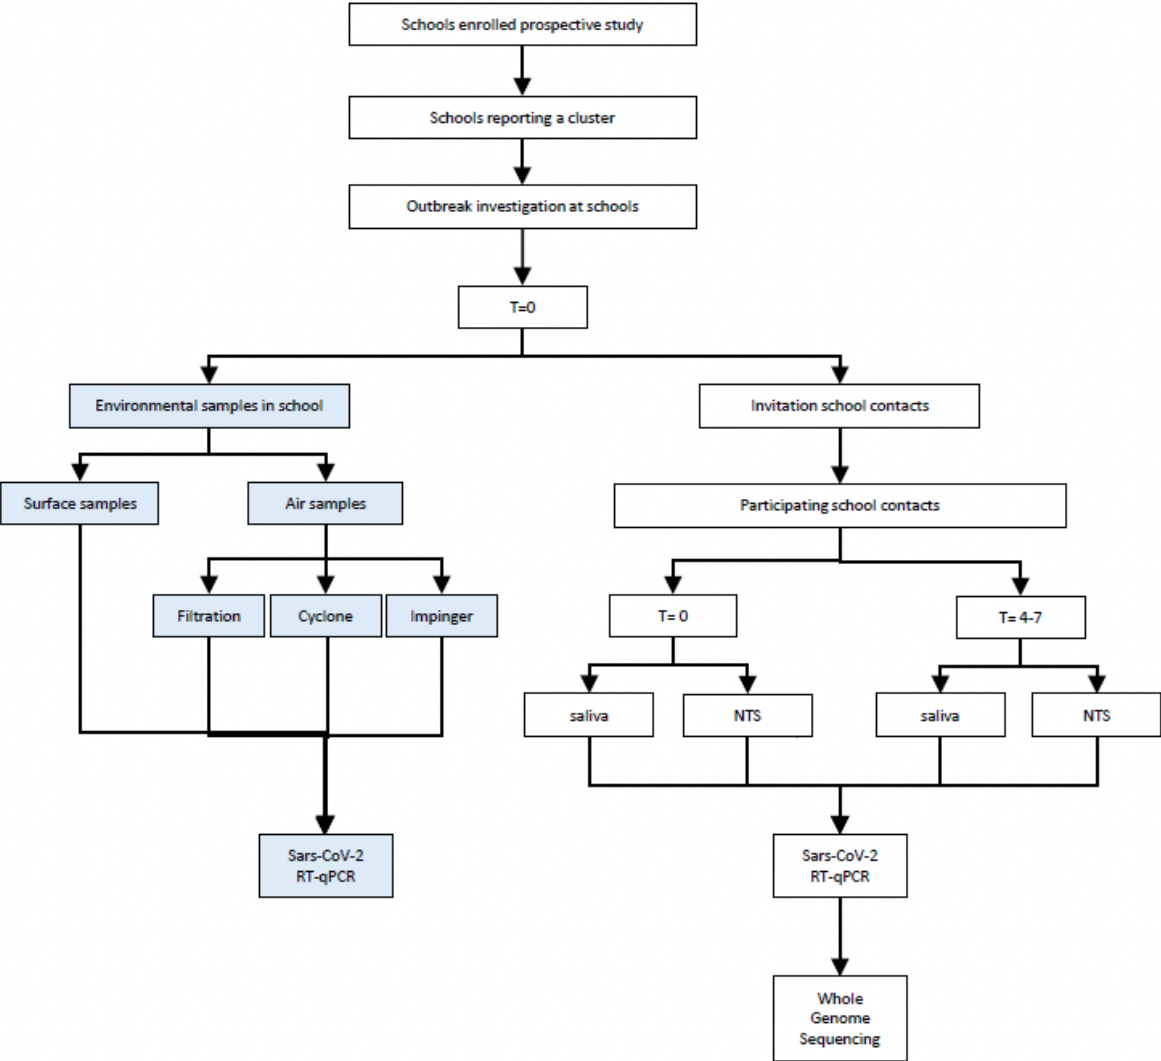 Schools enrolled prospective study
Schools reporting a cluster
Outbreak investigation at schools
T=0
Environmental samples in school
Invitation school contacts
Surface samples
Air samples
Participating school contacts
Filtration
Cyclone
Impinger
T= 0
T= 4-7
saliva
NTS
saliva
NTS
Sars-CoV-2
RT-qPCR
Sars-CoV-2
RT-qPCR
Whole
Genome
Sequencing